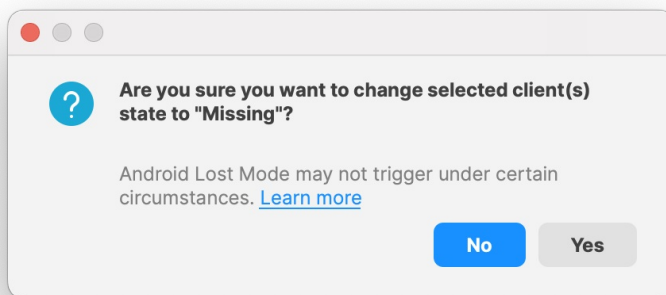 Are you sure you want to change selected client(s)
state to "Missing"?
Android Lost Mode may not trigger under certain
circumstances. Learn more
No Yes